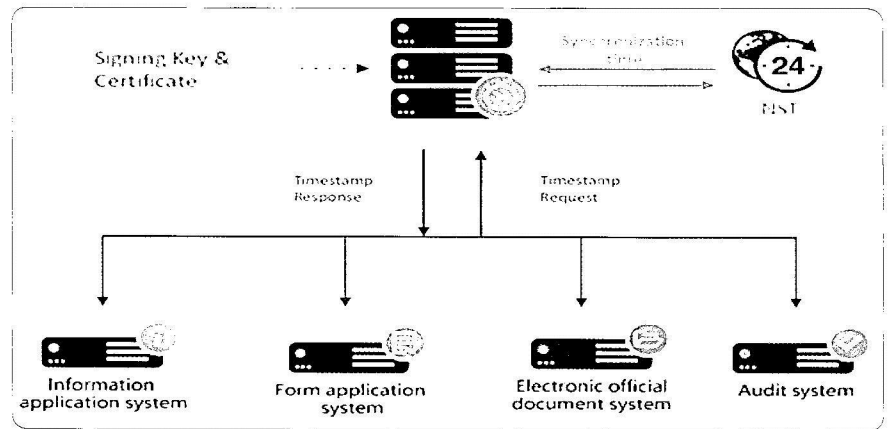 Signing Key &
Certificate
Synchronization
time
24
NST
Timestamp
Response
Timestamp
Request
Information
application system
Form application
system
Electronic official
document system
Audit system